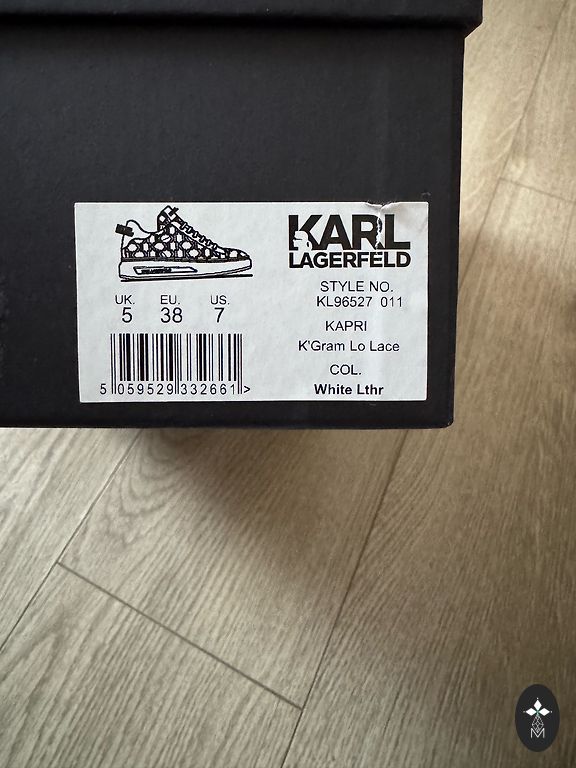 KARL
LAGERFELD
STYLE NO.
KL96527 011
KAPRI
K'Gram Lo Lace
COL.
White Lthr
UK. EU. US.
5 38 7
5 059529 332661 >
M